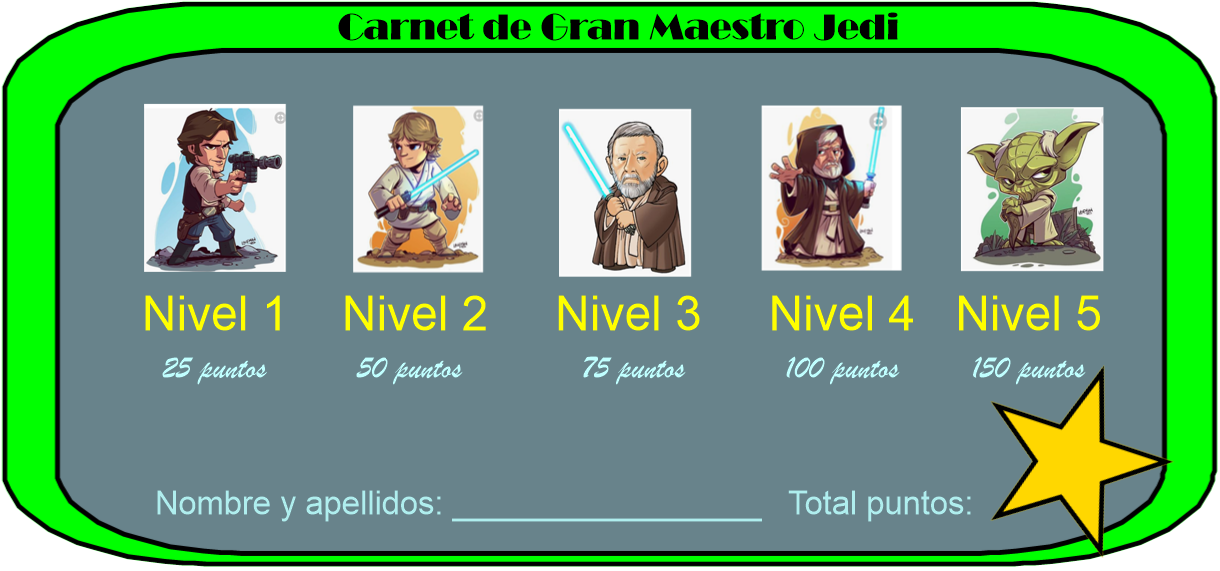 Carnet de Gran Maestro Jedi
Nivel 1 Nivel 2 Nivel 3 Nivel 4 Nivel 5
25 puntos 50 puntos 75 puntos 100 puntos 150 puntos
Nombre y apellidos: Total puntos: